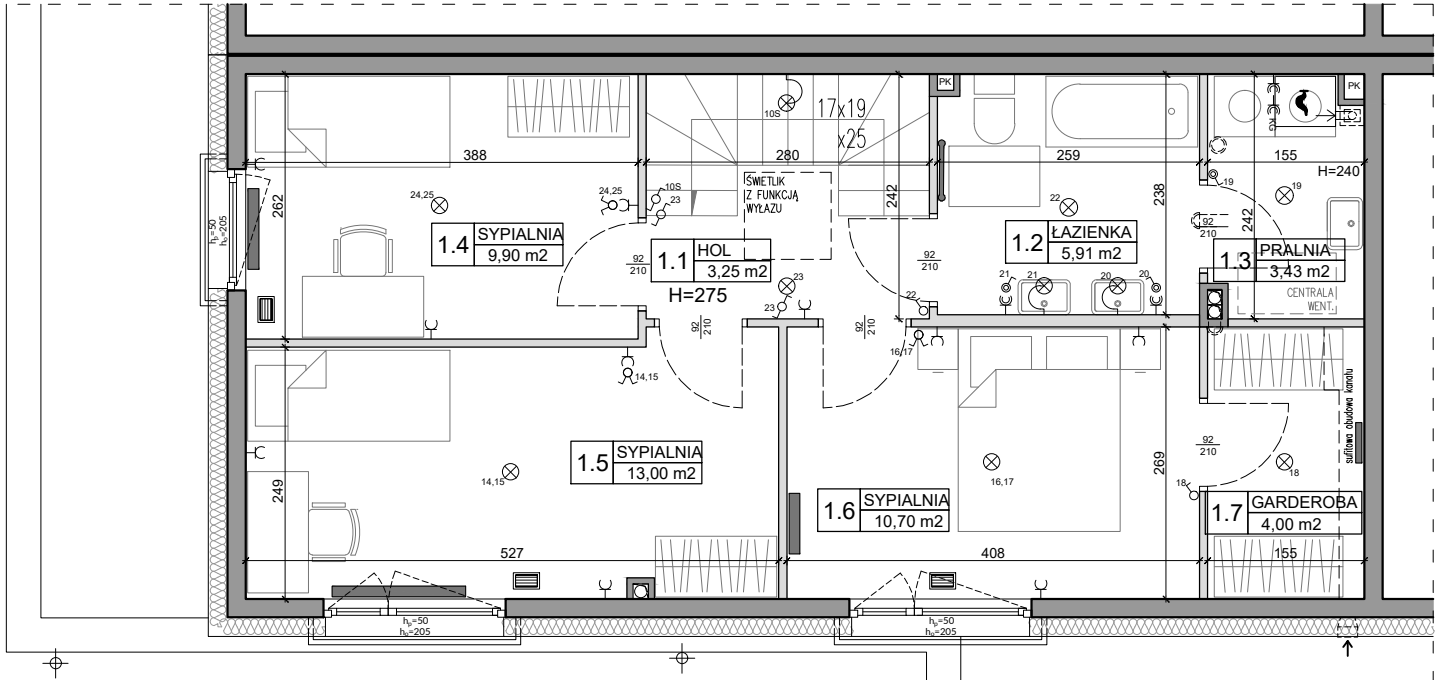 PK
PK
10S
17x19
x25
KG
388
280
259
155
H=240
ŚWIETLIK
Z FUNKCJĄ
WYŁAZU
24,25
24,25
10S
23
242
238
242
262
22
19
19
hp=50
ho=205
1.4
SYPIALNIA
9,90 m2
92
210
1.1
HOL
3,25 m2
H=275
92
210
1.2
ŁAZIENKA
5,91 m2
92
210
1.3
PRALNIA
3,43 m2
CENTRALA
WENT.
23
23
22
21
21
20
20
92
210
92
210
16,17
14,15
sufitowa obudowa kanału
14,15
1.5
SYPIALNIA
13,00 m2
249
16,17
269
92
210
18
18
1.6
SYPIALNIA
10,70 m2
1.7
GARDEROBA
4,00 m2
527
408
155
hp=50
ho=205
hp=50
ho=205